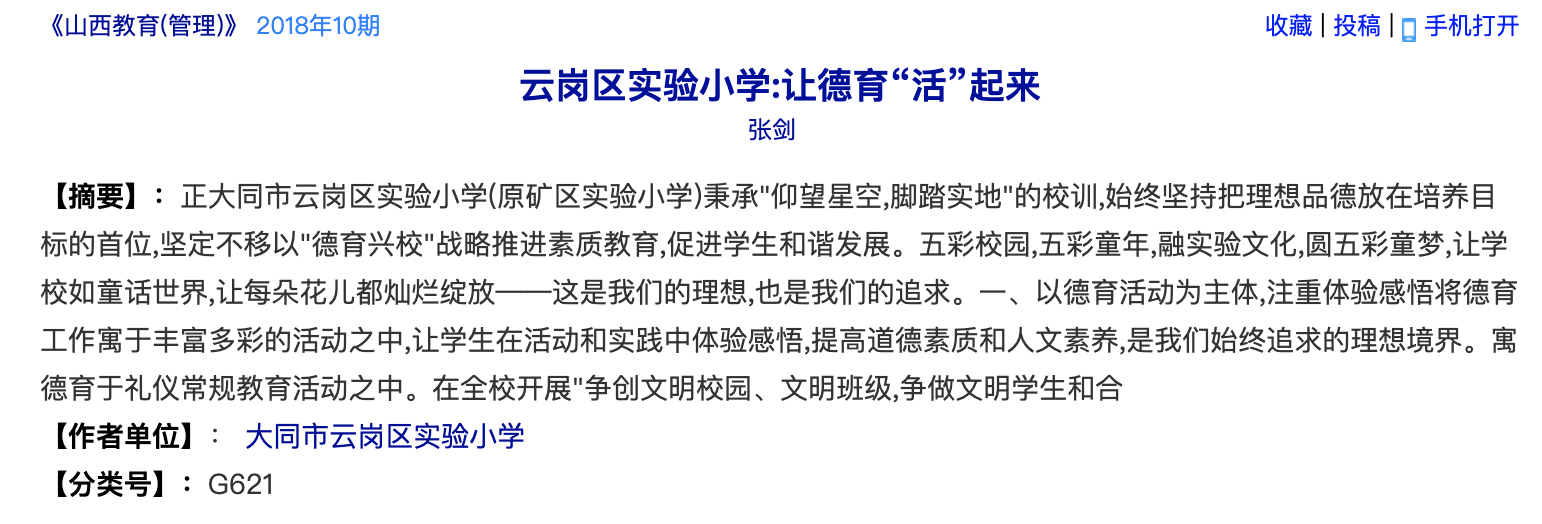 《山西教育(管理)》 2018年10期 收藏 | 投稿 | 手机打开
云岗区实验小学:让德育“活”起来
张剑
【摘要】： 正大同市云岗区实验小学(原矿区实验小学)秉承"仰望星空,脚踏实地"的校训,始终坚持把理想品德放在培养目
标的首位,坚定不移以"德育兴校"战略推进素质教育,促进学生和谐发展。五彩校园,五彩童年,融实验文化,圆五彩童梦,让学
校如童话世界,让每朵花儿都灿烂绽放——这是我们的理想,也是我们的追求。一、以德育活动为主体,注重体验感悟将德育
工作寓于丰富多彩的活动之中,让学生在活动和实践中体验感悟,提高道德素质和人文素养,是我们始终追求的理想境界。寓
德育于礼仪常规教育活动之中。在全校开展"争创文明校园、文明班级,争做文明学生和合
【作者单位】： 大同市云岗区实验小学
【分类号】：G621